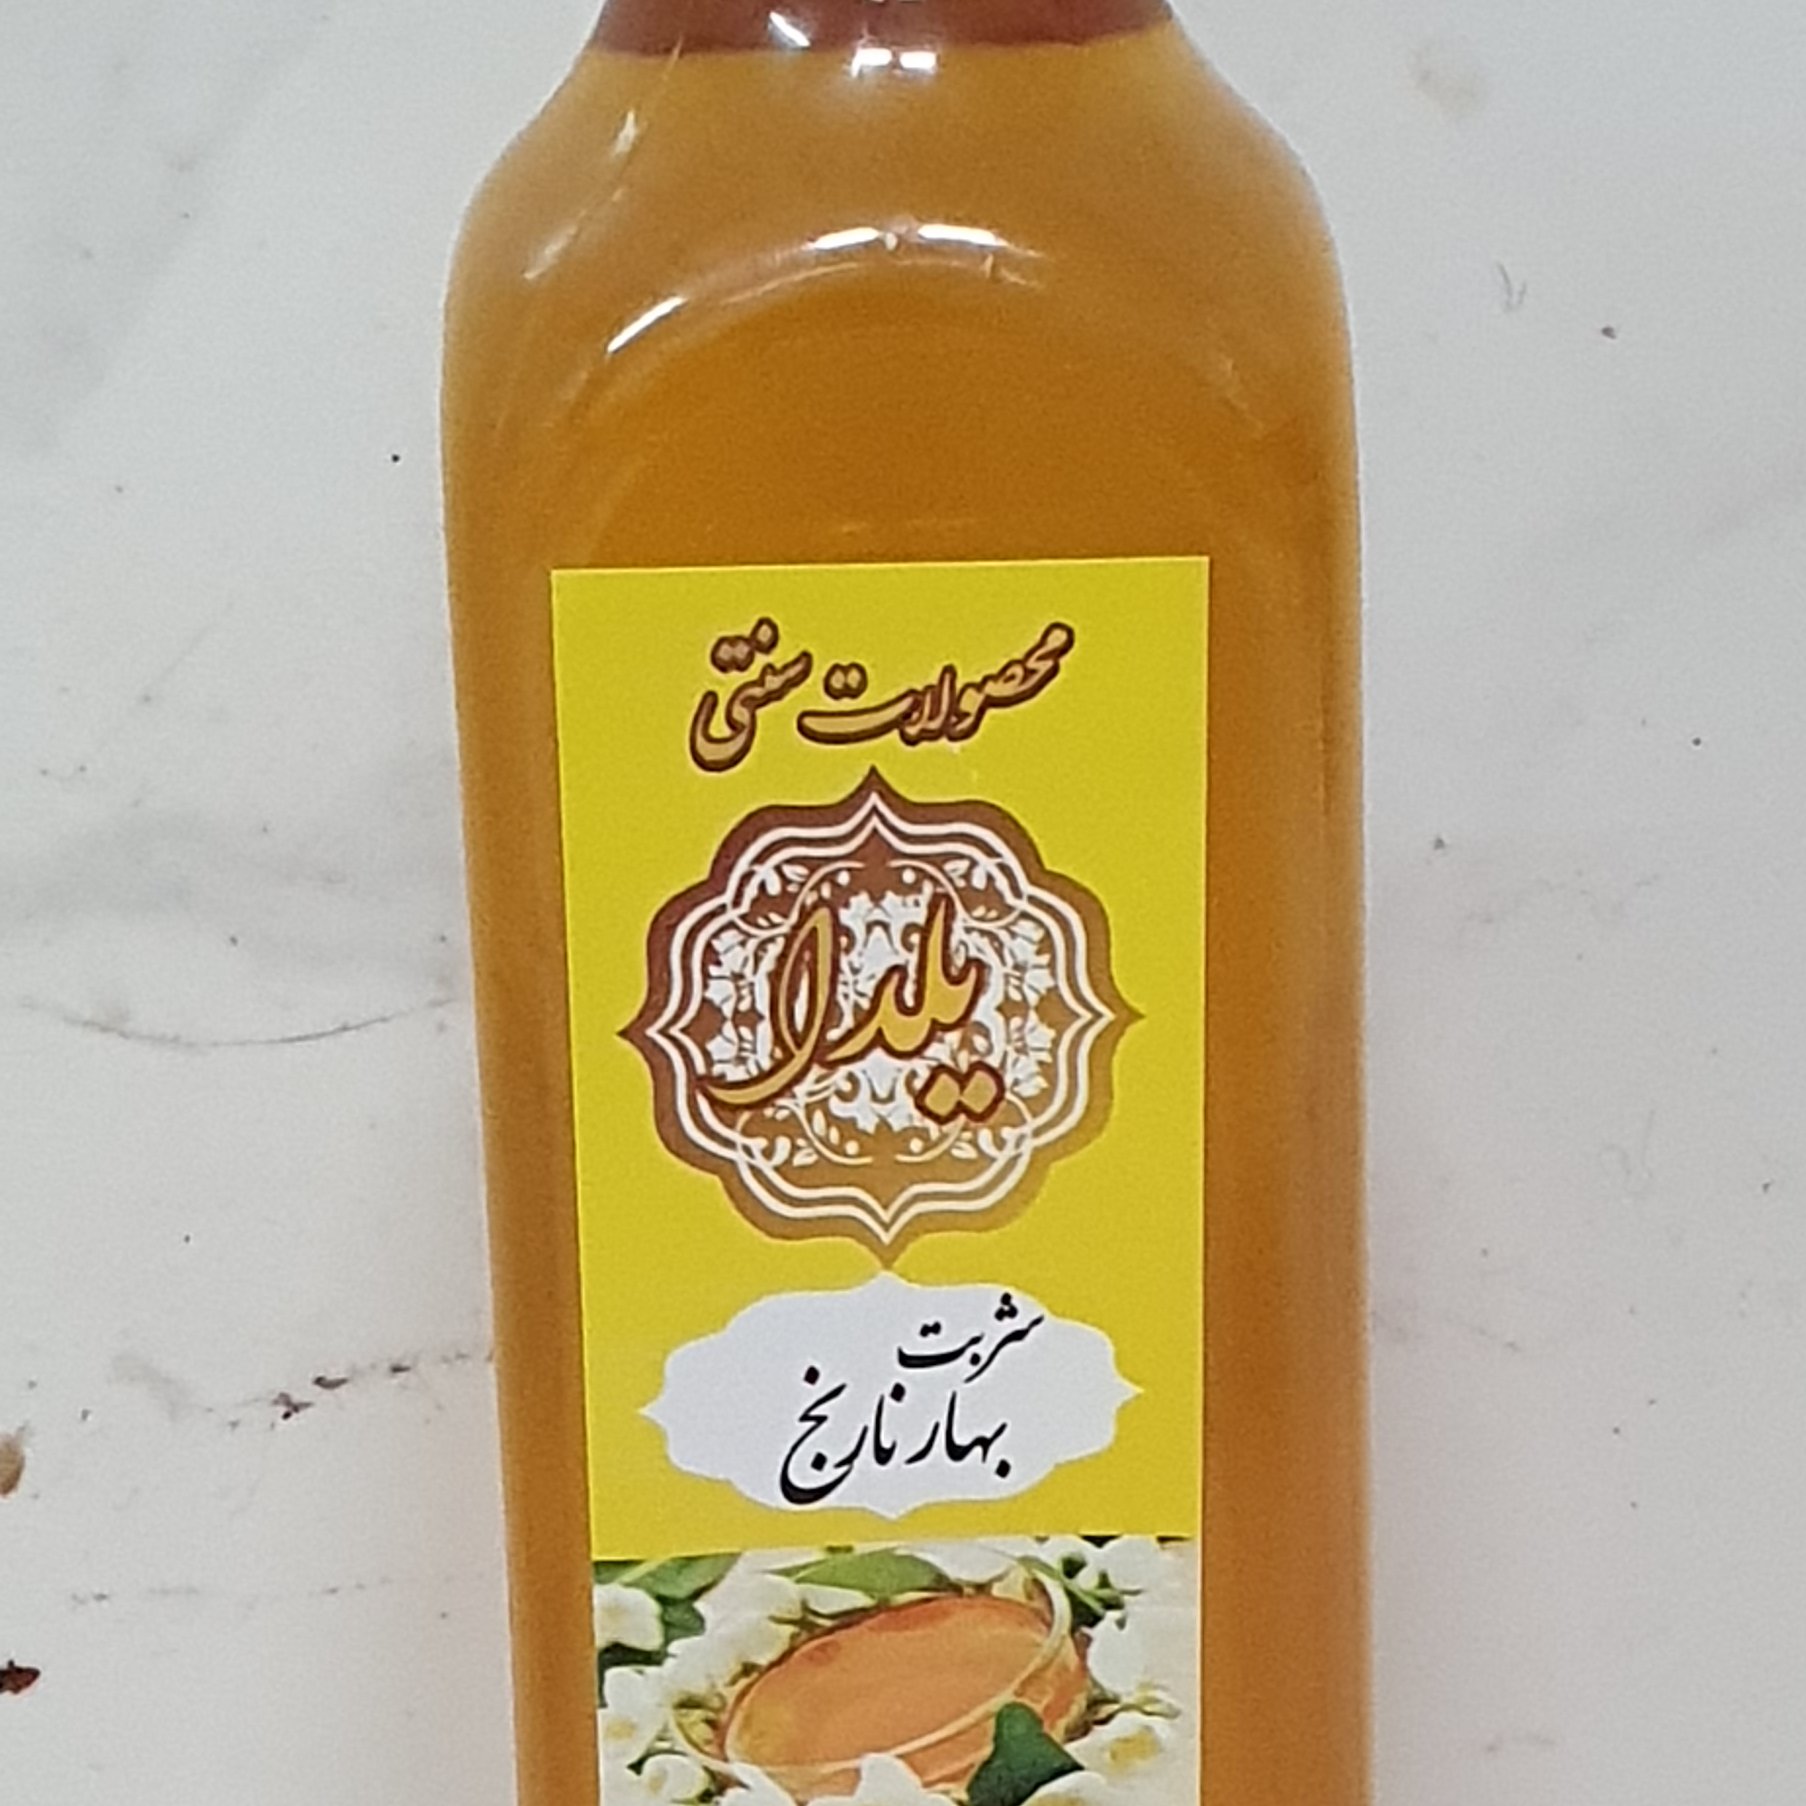 محصولات سنتی
یلدا
شربت
بهار نارنج